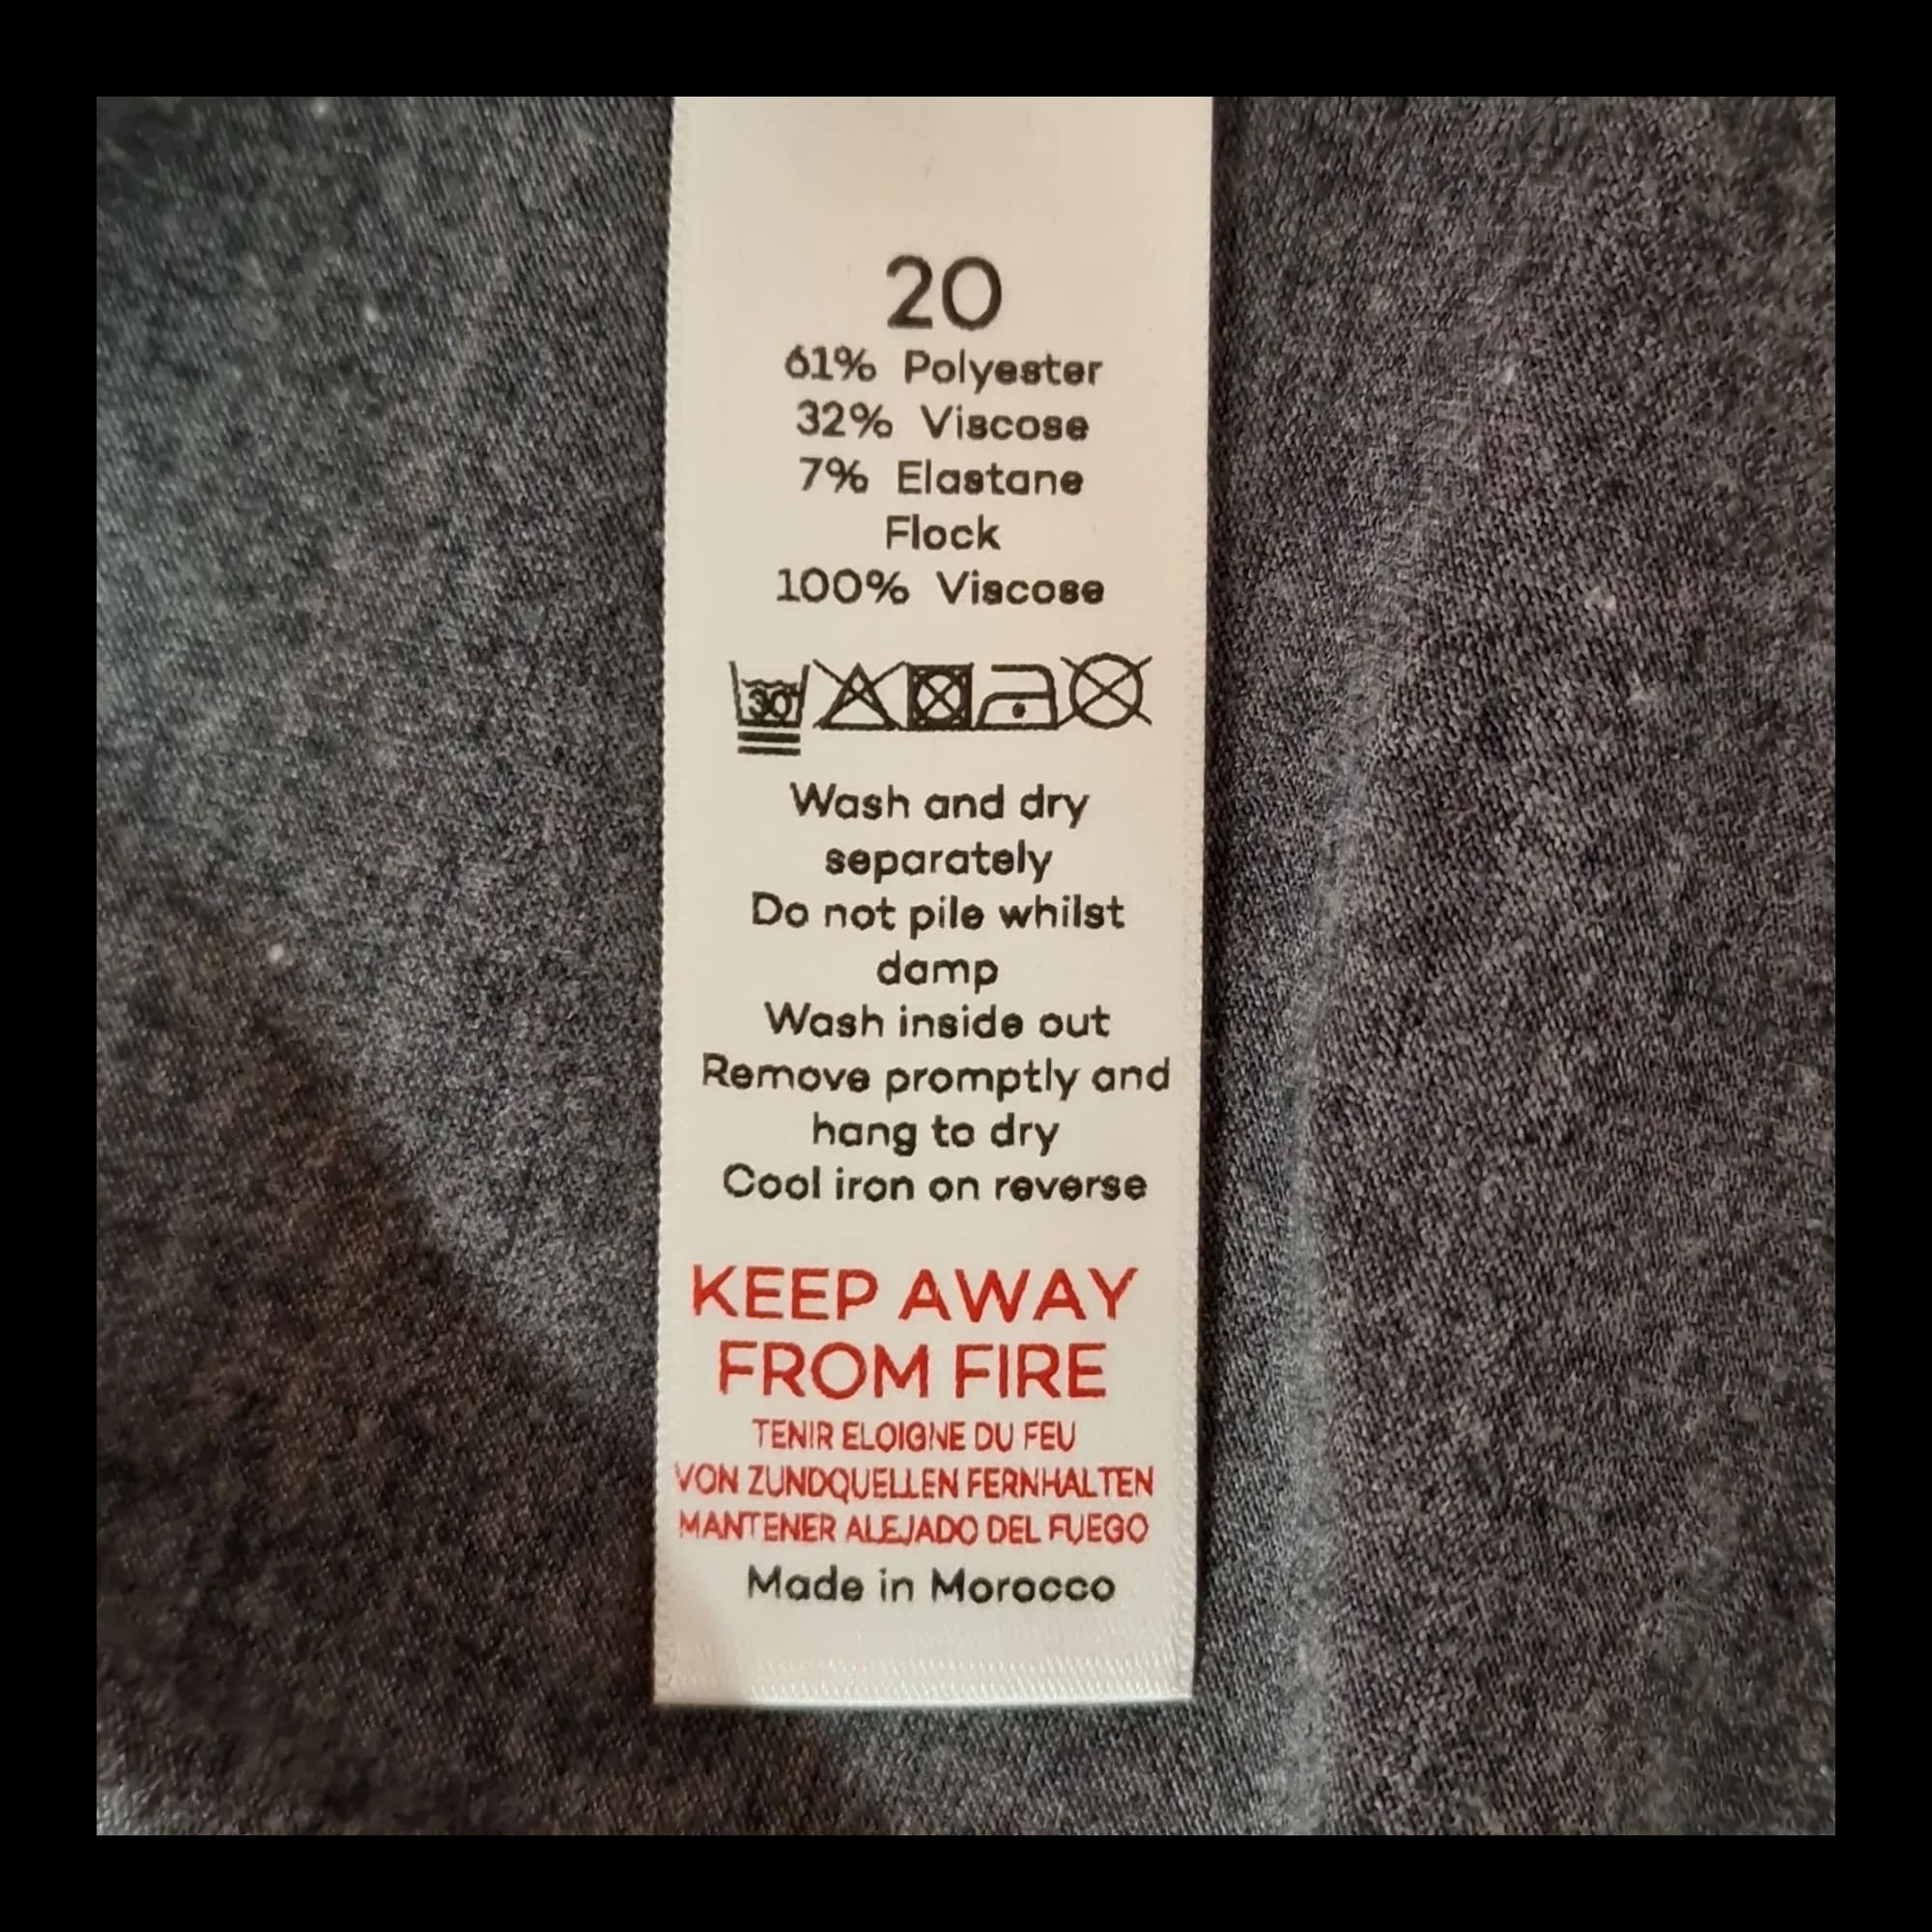 20
61% Polyester
32% Viscose
7% Elastane
Flock
100% Viscose
30
Wash and dry
separately
Do not pile whilst
damp
Wash inside out
Remove promptly and
hang to dry
Cool iron on reverse
KEEP AWAY
FROM FIRE
TENIR ELOIGNE DU FEU
VON ZUNDQUELLEN FERNHALTEN
MANTENER ALEJADO DEL FUEGO
Made in Morocco